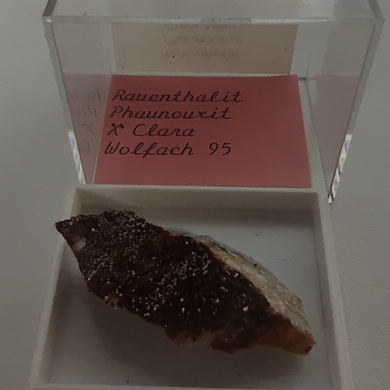 Rauenthalit
Phaunouxit
⚒ Clara
Wolfach 95